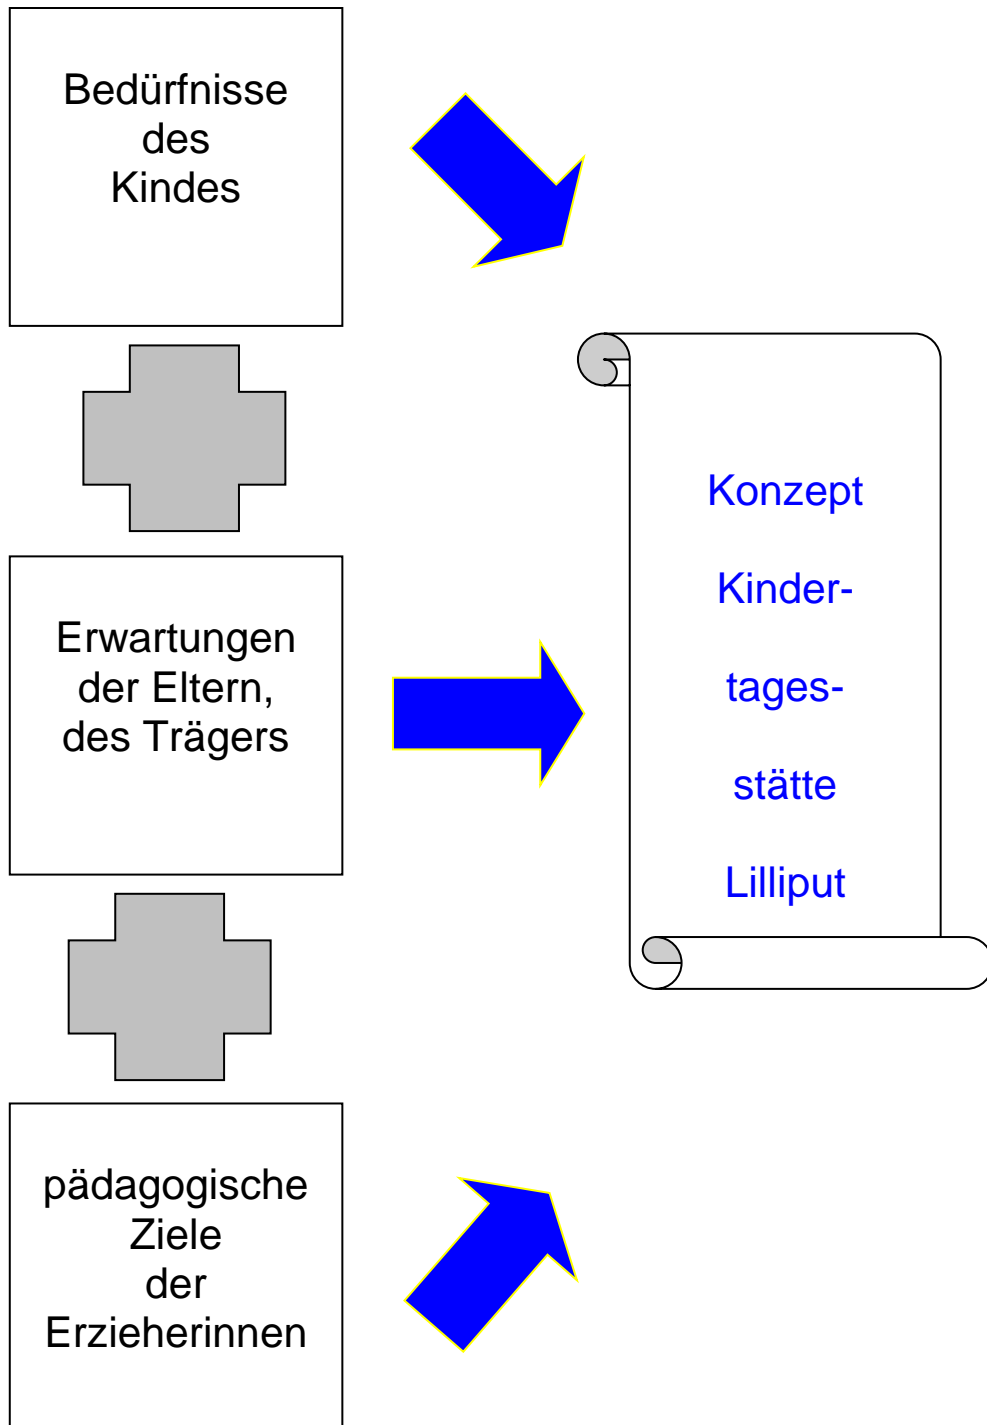 Bedürfnisse
des
Kindes
Erwartungen
der Eltern,
des Trägers
pädagogische
Ziele
der
Erzieherinnen
Konzept
Kinder-
tages-
stätte
Lilliput